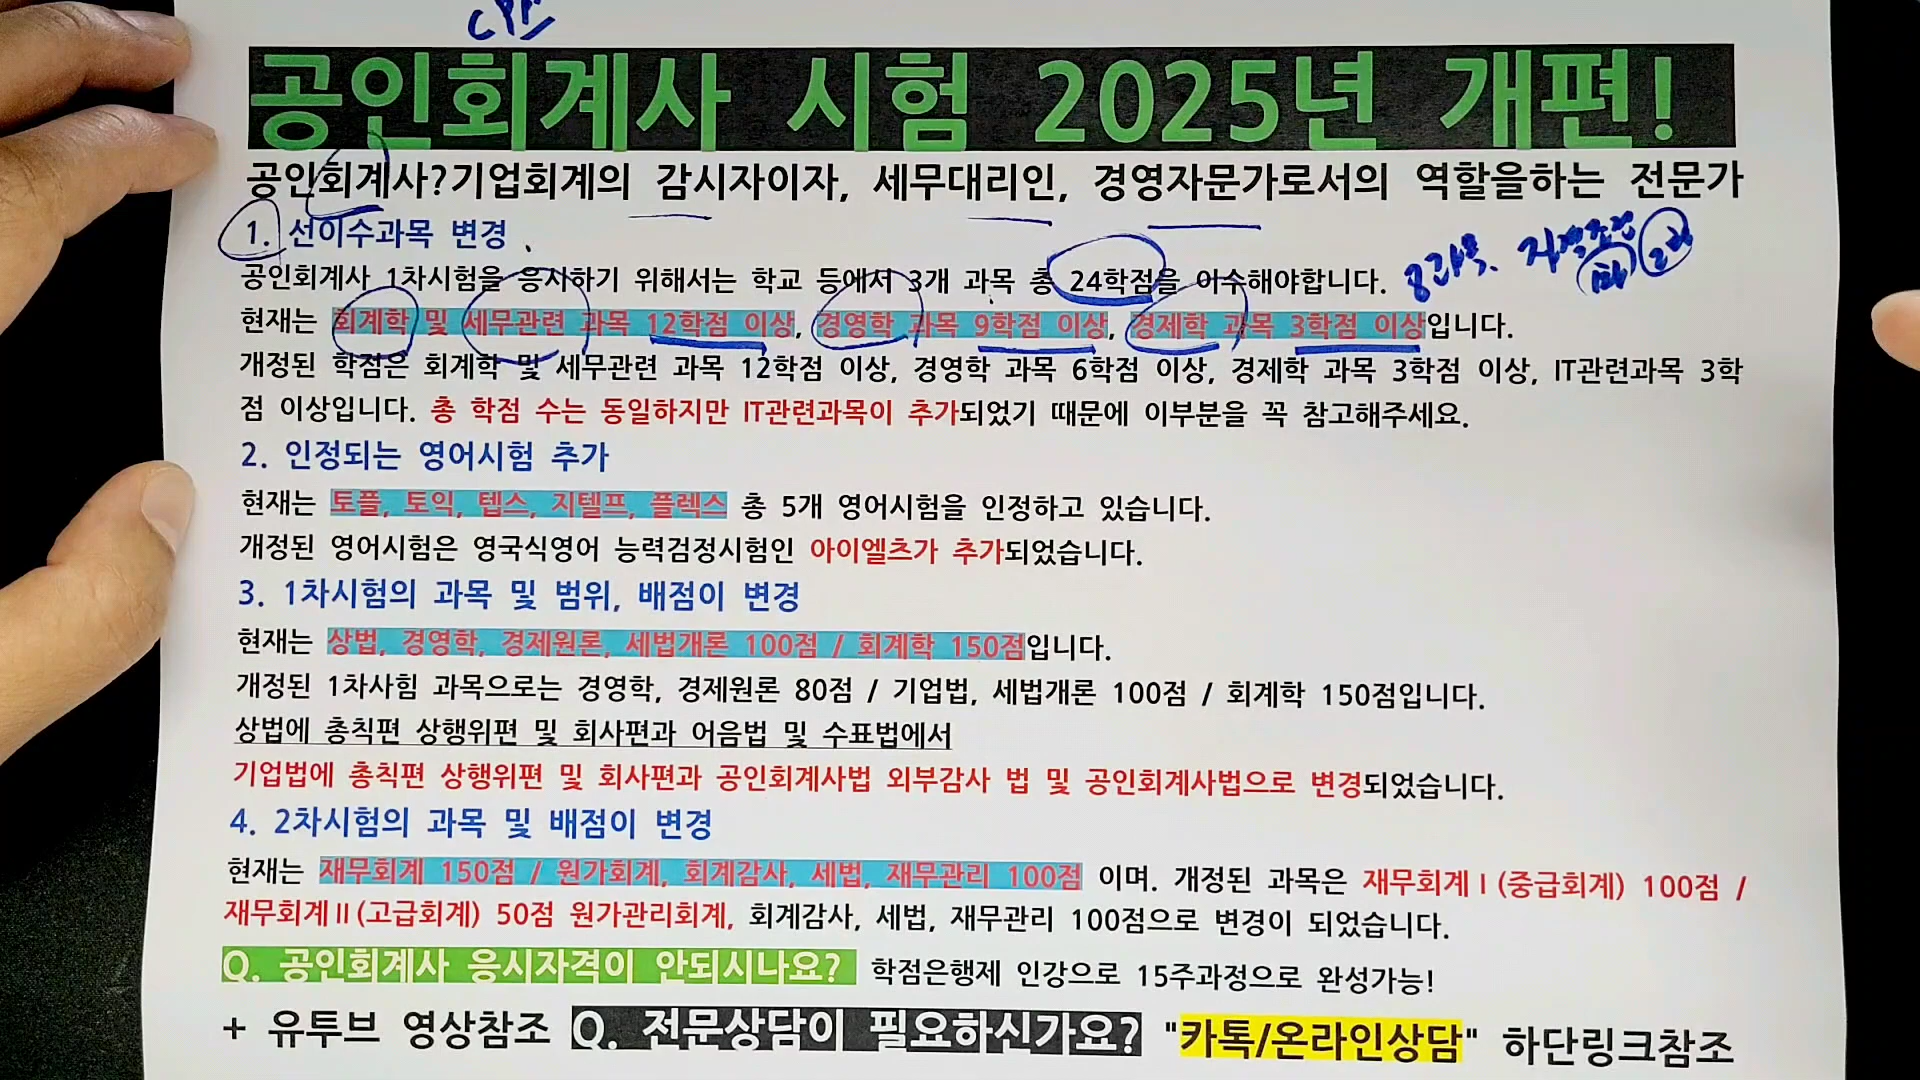 CPA
공인회계사 시험 2025년 개편!
공인회계사?기업회계의 감시자이자, 세무대리인, 경영자문가로서의 역할을하는 전문가
1. 선이수과목 변경
공인회계사 1차시험을 응시하기 위해서는 학교 등에서 3개 과목 총 24학점을 이수해야합니다. 8과목.
현재는 회계학 및 세무관련 과목 12학점 이상, 경영학 과목 9학점 이상, 경제학 과목 3학점 이상입니다.
개정된 학점은 회계학 및 세무관련 과목 12학점 이상, 경영학 과목 6학점 이상, 경제학 과목 3학점 이상, IT관련과목 3학
점 이상입니다. 총 학점 수는 동일하지만 IT관련과목이 추가되었기 때문에 이부분을 꼭 참고해주세요.
2. 인정되는 영어시험 추가
현재는 토플, 토익, 텝스, 지텔프, 플렉스 총 5개 영어시험을 인정하고 있습니다.
개정된 영어시험은 영국식영어 능력검정시험인 아이엘츠가 추가되었습니다.
3. 1차시험의 과목 및 범위, 배점이 변경
현재는 상법, 경영학, 경제원론, 세법개론 100점 / 회계학 150점입니다.
개정된 1차사힘 과목으로는 경영학, 경제원론 80점 / 기업법, 세법개론 100점 / 회계학 150점입니다.
상법에 총칙편 상행위편 및 회사편과 어음법 및 수표법에서
기업법에 총칙편 상행위편 및 회사편과 공인회계사법 외부감사 법 및 공인회계사법으로 변경되었습니다.
4. 2차시험의 과목 및 배점이 변경
현재는 재무회계 150점 / 원가회계, 회계감사, 세법, 재무관리 100점 이며. 개정된 과목은 재무회계Ⅰ(중급회계) 100점 /
재무회계Ⅱ(고급회계) 50점 원가관리회계, 회계감사, 세법, 재무관리 100점으로 변경이 되었습니다.
Q. 공인회계사 응시자격이 안되시나요? 학점은행제 인강으로 15주과정으로 완성가능!
+ 유투브 영상참조 Q. 전문상담이 필요하신가요? "카톡/온라인상담" 하단링크참조